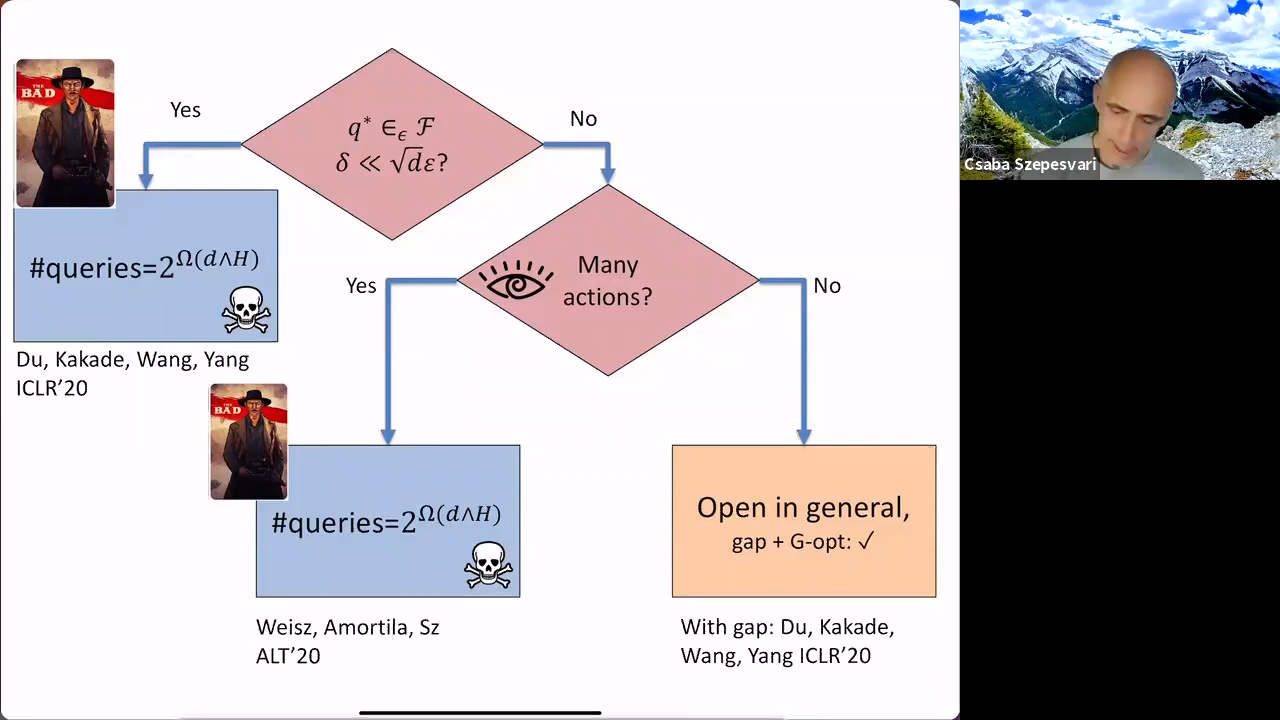 THE
BAD
Yes
q* ∈_ϵ ℱ
δ ≪ √d ε?
No
Csaba Szepesvari
#queries=2^Ω(d∧H)
Yes
Many
actions?
No
Du, Kakade, Wang, Yang
ICLR’20
THE
BAD
#queries=2^Ω(d∧H)
Open in general,
gap + G-opt: ✓
Weisz, Amortila, Sz
ALT’20
With gap: Du, Kakade,
Wang, Yang ICLR’20